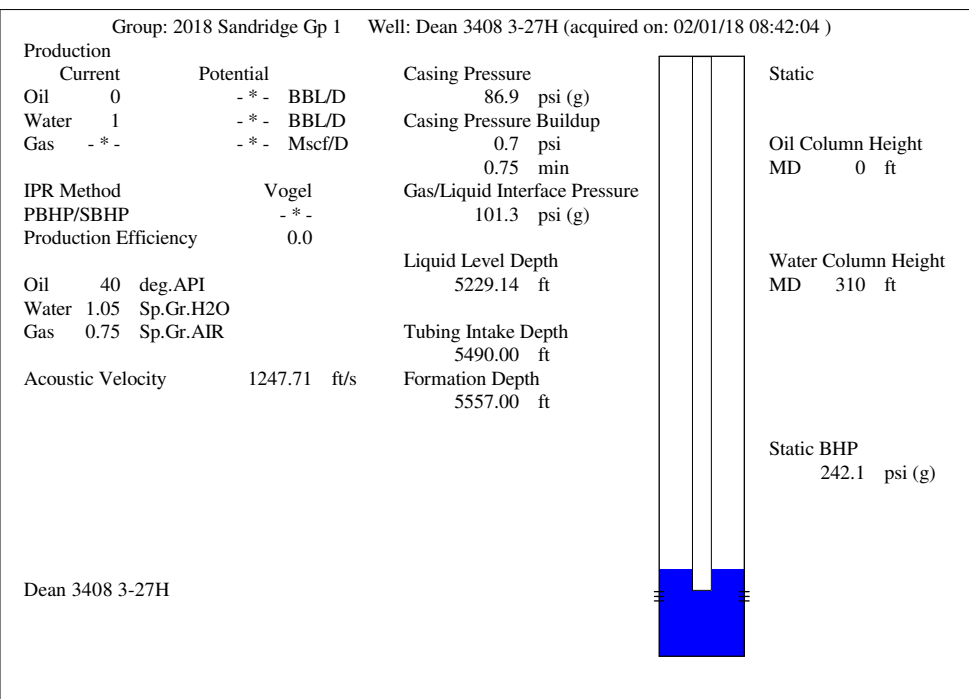 Group: 2018 Sandridge Gp 1 Well: Dean 3408 3-27H (acquired on: 02/01/18 08:42:04 )
Production
Current Potential
Oil 0 - * - BBL/D
Water 1 - * - BBL/D
Gas - * - - * - Mscf/D
IPR Method Vogel
PBHP/SBHP - * -
Production Efficiency 0.0
Oil 40 deg.API
Water 1.05 Sp.Gr.H2O
Gas 0.75 Sp.Gr.AIR
Acoustic Velocity 1247.71 ft/s
Casing Pressure
86.9 psi (g)
Casing Pressure Buildup
0.7 psi
0.75 min
Gas/Liquid Interface Pressure
101.3 psi (g)
Liquid Level Depth
5229.14 ft
Tubing Intake Depth
5490.00 ft
Formation Depth
5557.00 ft
Static
Oil Column Height
MD 0 ft
Water Column Height
MD 310 ft
Static BHP
242.1 psi (g)
Dean 3408 3-27H